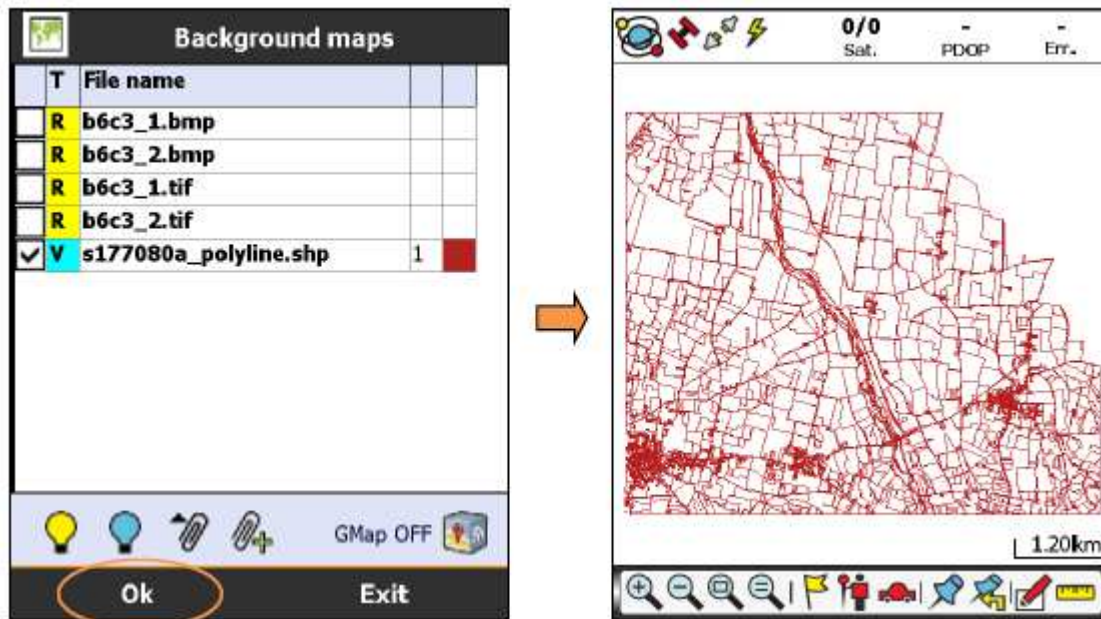 Background maps
T File name
R b6c3_1.bmp
R b6c3_2.bmp
R b6c3_1.tif
R b6c3_2.tif
V s177080a_polyline.shp 1
GMap OFF
Ok Exit
0/0 - -
Sat. PDOP Err.
1.20km